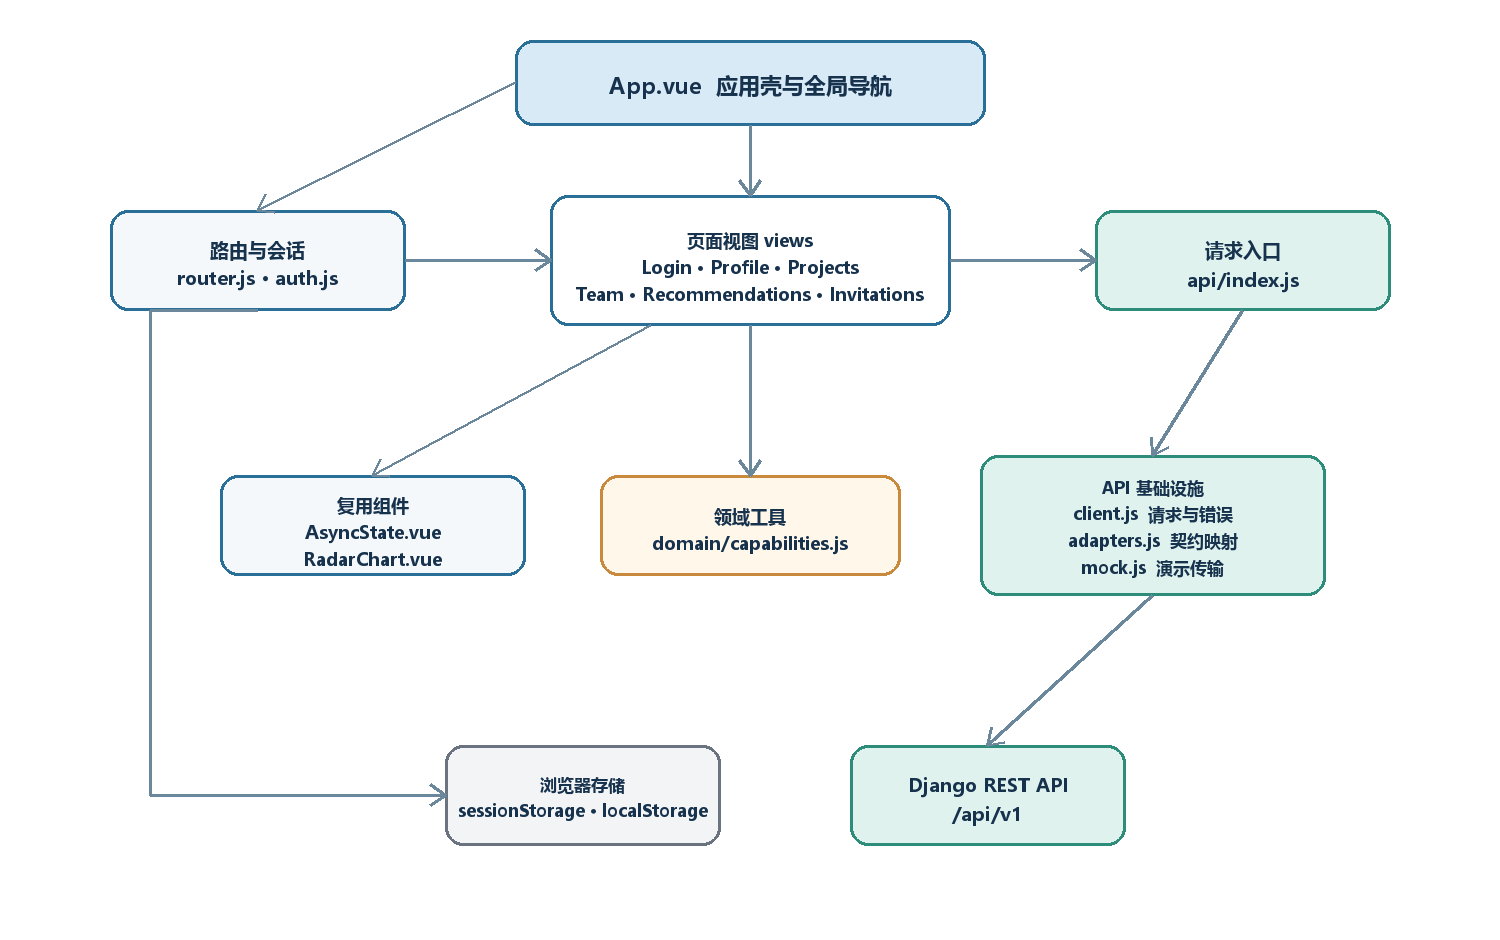 App.vue 应用壳与全局导航
路由与会话
router.js • auth.js
页面视图 views
Login • Profile • Projects
Team • Recommendations • Invitations
请求入口
api/index.js
复用组件
AsyncState.vue
RadarChart.vue
领域工具
domain/capabilities.js
API 基础设施
client.js 请求与错误
adapters.js 契约映射
mock.js 演示传输
浏览器存储
sessionStorage • localStorage
Django REST API
/api/v1